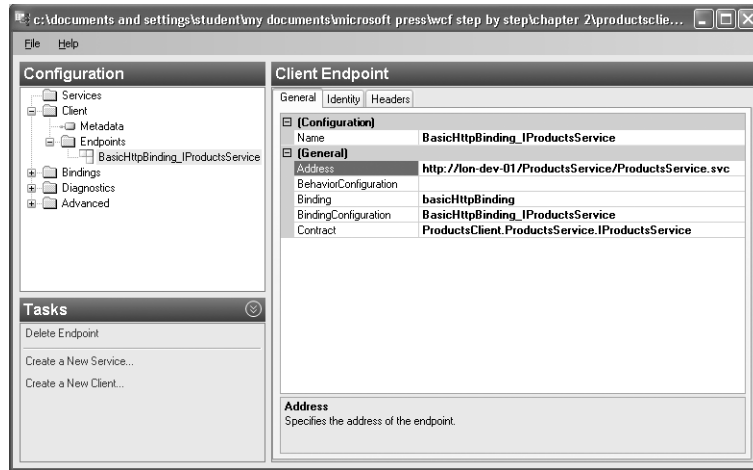 c:\documents and settings\student\my documents\microsoft press\wcf step by step\chapter 2\productsclie...
File Help
Configuration
Services
Client
Metadata
Endpoints
BasicHttpBinding_IProductsService
Bindings
Diagnostics
Advanced
Tasks
Delete Endpoint
Create a New Service...
Create a New Client...
Client Endpoint
General Identity Headers
(Configuration)
Name BasicHttpBinding_IProductsService
(General)
Address http://lon-dev-01/ProductsService/ProductsService.svc
BehaviorConfiguration
Binding basicHttpBinding
BindingConfiguration BasicHttpBinding_IProductsService
Contract ProductsClient.ProductsService.IProductsService
Address
Specifies the address of the endpoint.